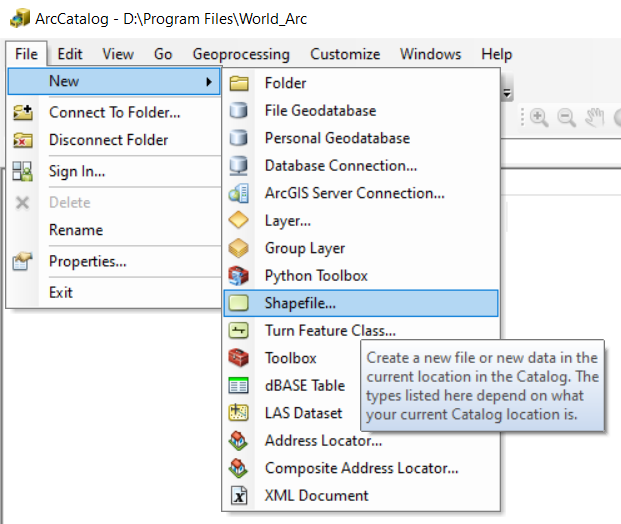 ArcCatalog - D:\Program Files\World_Arc
File Edit View Go Geoprocessing Customize Windows Help
New
Connect To Folder...
Disconnect Folder
Sign In...
Delete
Rename
Properties...
Exit
Folder
File Geodatabase
Personal Geodatabase
Database Connection...
ArcGIS Server Connection...
Layer...
Group Layer
Python Toolbox
Shapefile...
Turn Feature Class...
Toolbox
dBASE Table
LAS Dataset
Address Locator...
Composite Address Locator...
XML Document
Create a new file or new data in the
current location in the Catalog. The
types listed here depend on what
your current Catalog location is.